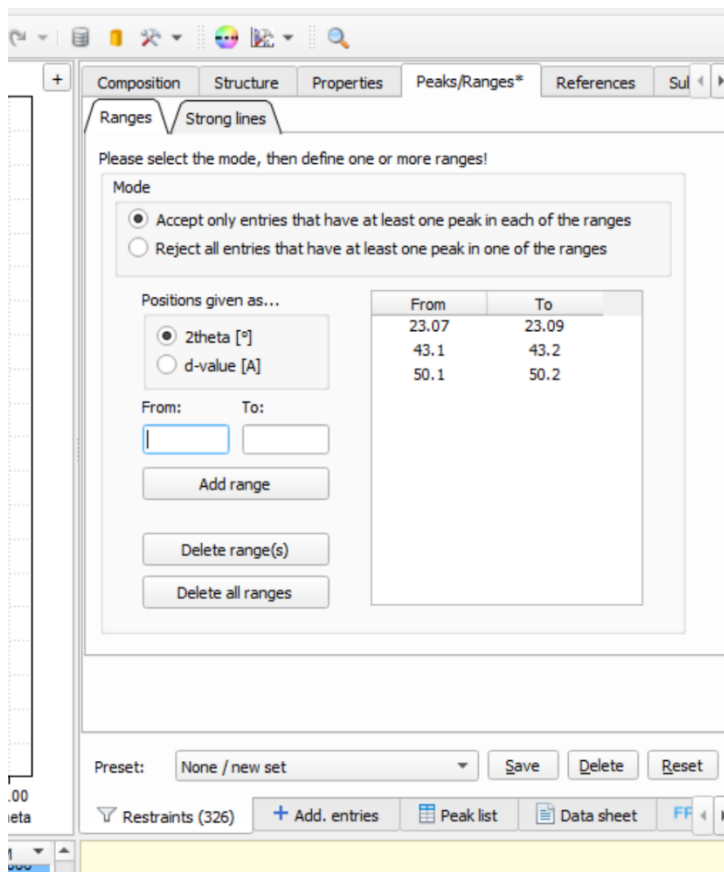 +
Composition Structure Properties Peaks/Ranges* References Sul
Ranges Strong lines
Please select the mode, then define one or more ranges!
Mode
Accept only entries that have at least one peak in each of the ranges
Reject all entries that have at least one peak in one of the ranges
Positions given as...
2theta [°]
d-value [A]
From To
23.07 23.09
43.1 43.2
50.1 50.2
From: To:
Add range
Delete range(s)
Delete all ranges
Preset: None / new set Save Delete Reset
.00
eta
Restraints (326) + Add. entries Peak list Data sheet FF